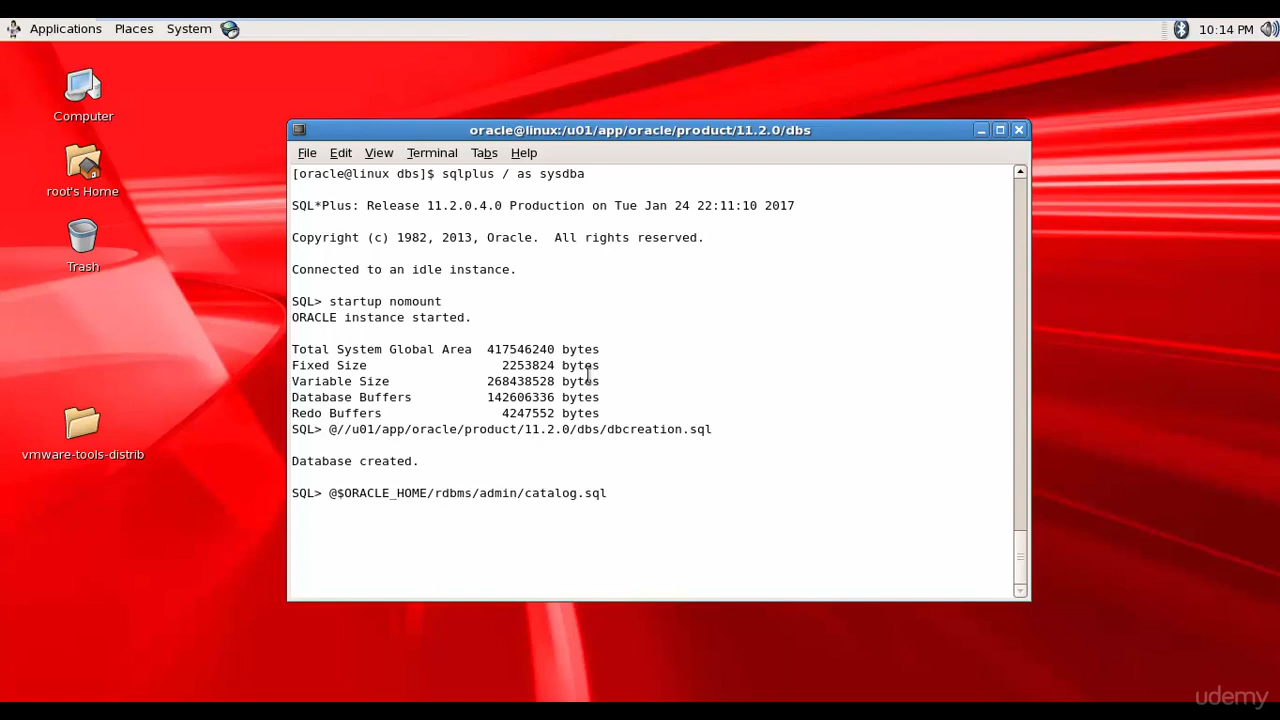 Applications Places System 10:14 PM
Computer
root's Home
Trash
vmware-tools-distrib
oracle@linux:/u01/app/oracle/product/11.2.0/dbs
File Edit View Terminal Tabs Help
[oracle@linux dbs]$ sqlplus / as sysdba
SQL*Plus: Release 11.2.0.4.0 Production on Tue Jan 24 22:11:10 2017
Copyright (c) 1982, 2013, Oracle.  All rights reserved.
Connected to an idle instance.
SQL> startup nomount
ORACLE instance started.
Total System Global Area  417546240 bytes
Fixed Size                  2253824 bytes
Variable Size             268438528 bytes
Database Buffers          142606336 bytes
Redo Buffers                4247552 bytes
SQL> @//u01/app/oracle/product/11.2.0/dbs/dbcreation.sql
Database created.
SQL> @$ORACLE_HOME/rdbms/admin/catalog.sql
udemy